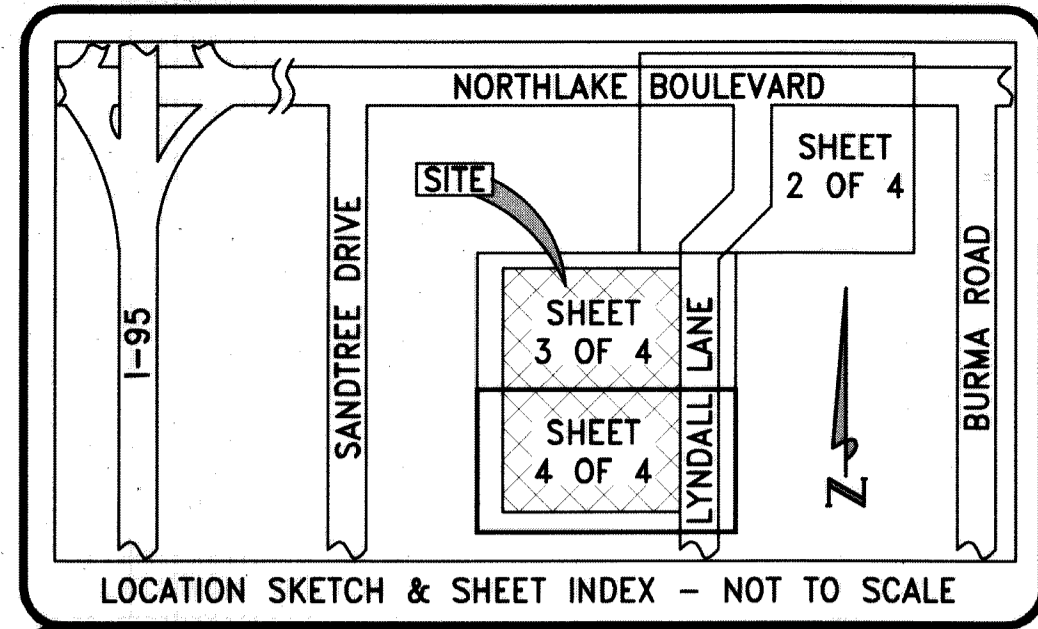 NORTHLAKE BOULEVARD
SHEET
2 OF 4
SITE
I-95
SANDTREE DRIVE
SHEET
3 OF 4
LYNDALL LANE
BURMA ROAD
SHEET
4 OF 4
N
LOCATION SKETCH & SHEET INDEX - NOT TO SCALE